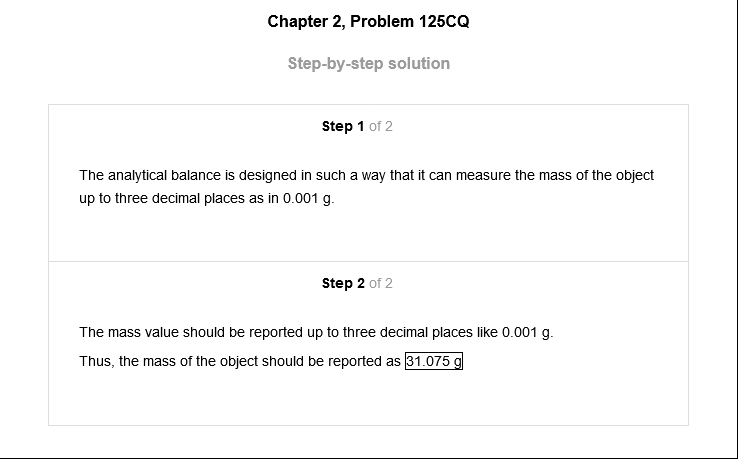 Chapter 2, Problem 125CQ
Step-by-step solution
Step 1 of 2
The analytical balance is designed in such a way that it can measure the mass of the object
up to three decimal places as in 0.001 g.
Step 2 of 2
The mass value should be reported up to three decimal places like 0.001 g.
Thus, the mass of the object should be reported as 31.075 g